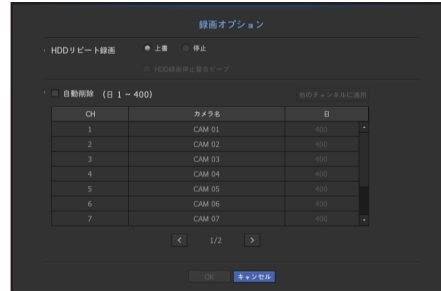 録画オプション
HDDリピート録画 上書 停止
HDD録画停止警告ビープ
自動削除 (日 1 ~ 400) 他のチャンネルに適用
CH カメラ名 日
1 CAM 01 400
2 CAM 02 400
3 CAM 03 400
4 CAM 04 400
5 CAM 05 400
6 CAM 06 400
7 CAM 07 400
< 1/2 >
OK キャンセル